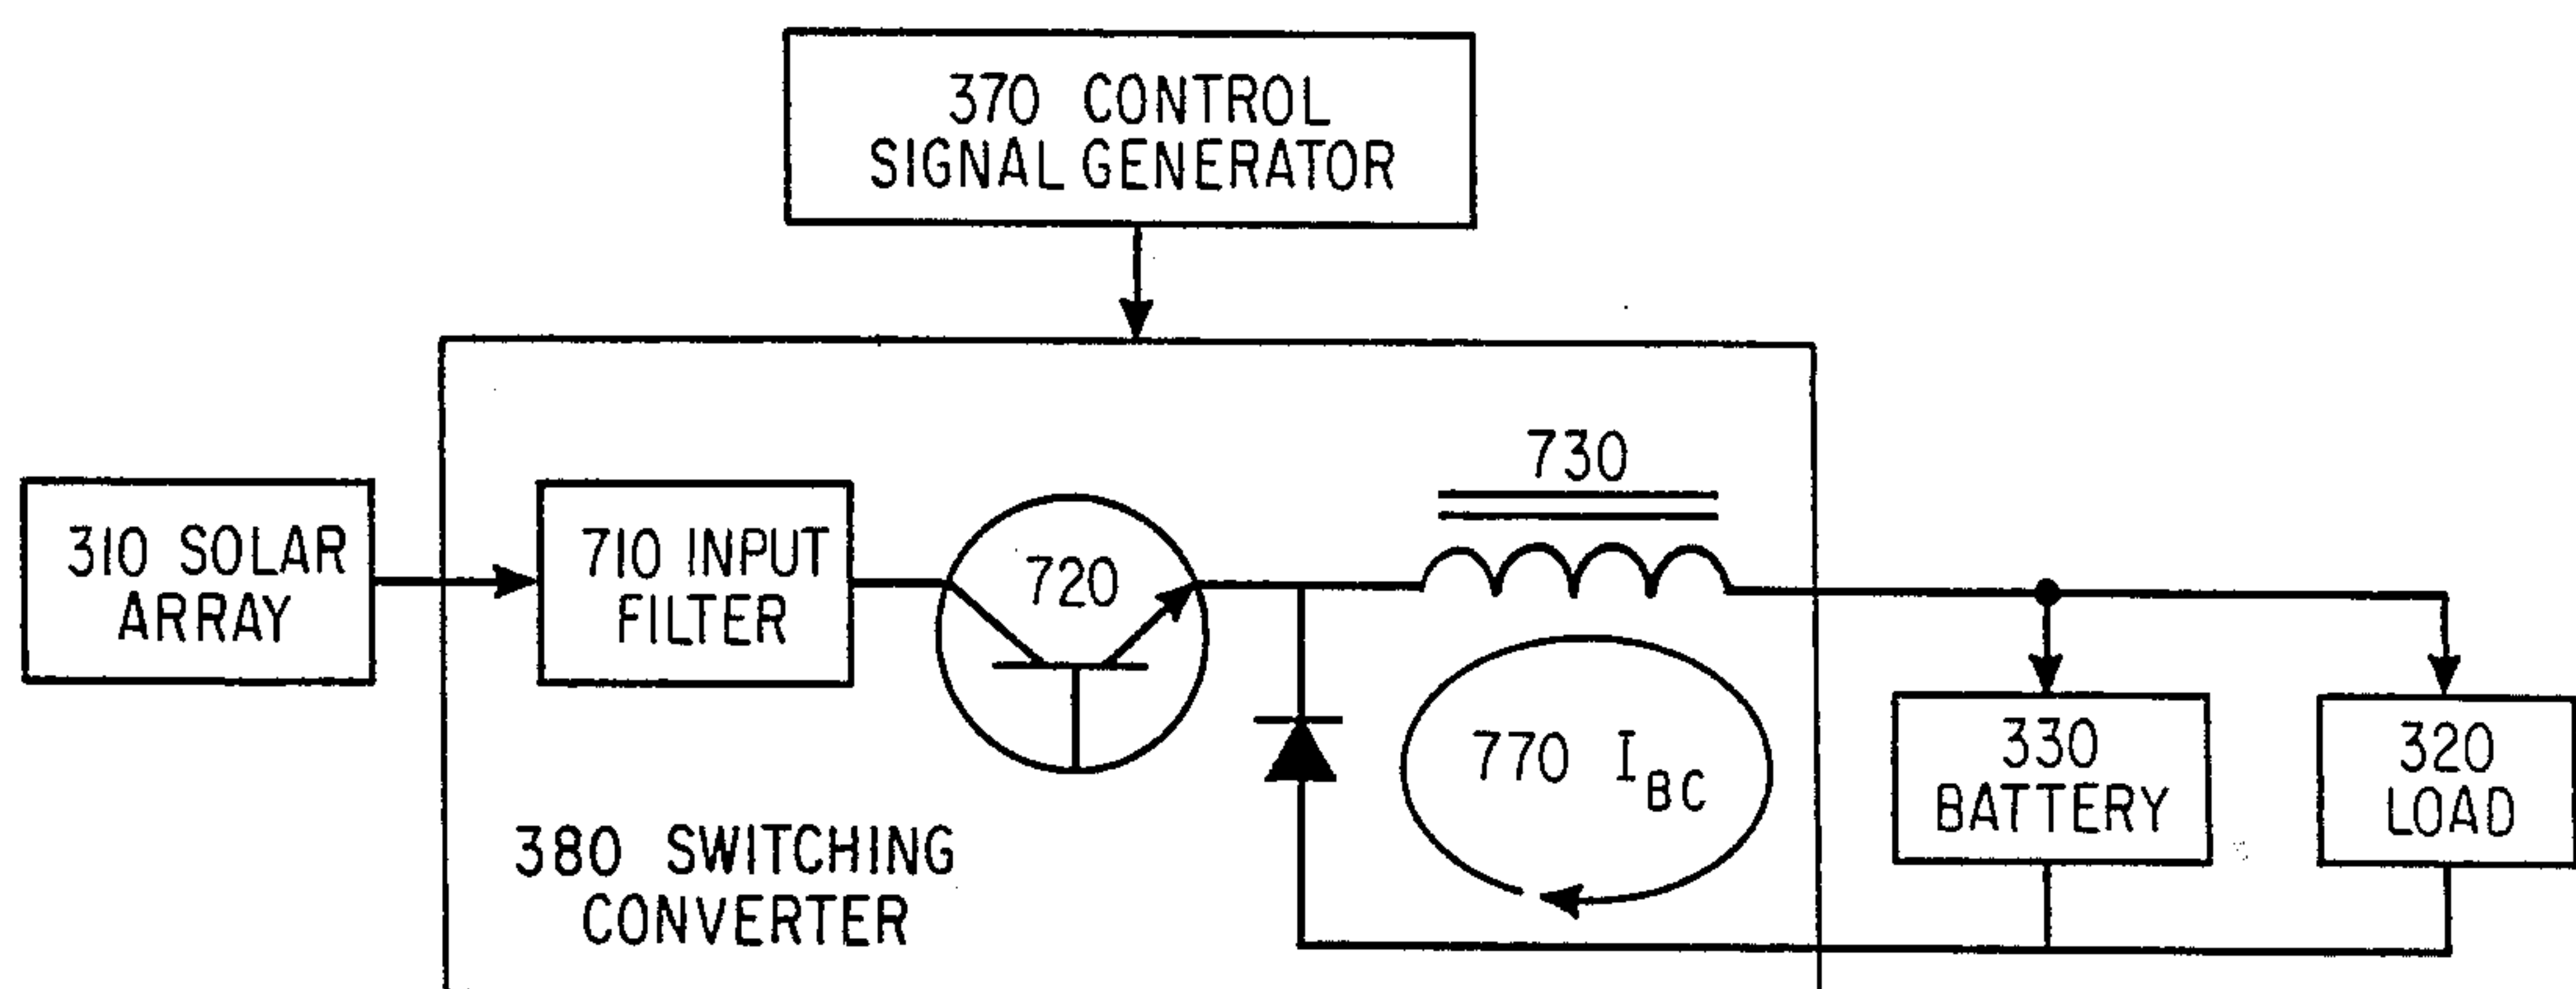 370 CONTROL
SIGNAL GENERATOR
730
310 SOLAR
ARRAY
710 INPUT
FILTER
720
770 I_BC
330
BATTERY
320
LOAD
380 SWITCHING
CONVERTER